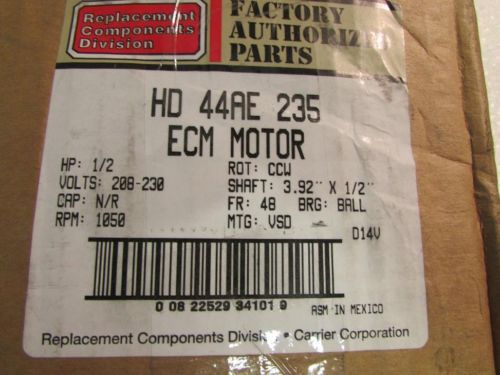 Replacement
Components
Division
FACTORY
AUTHORIZED
PARTS
HD 44AE 235
ECM MOTOR
HP: 1/2
ROT: CCW
VOLTS: 208-230
SHAFT: 3.92" X 1/2"
CAP: N/R
FR: 48 BRG: BALL
RPM: 1050
MTG: VSD
D14V
0 08 22529 34101 9
ASM IN MEXICO
Replacement Components Division • Carrier Corporation